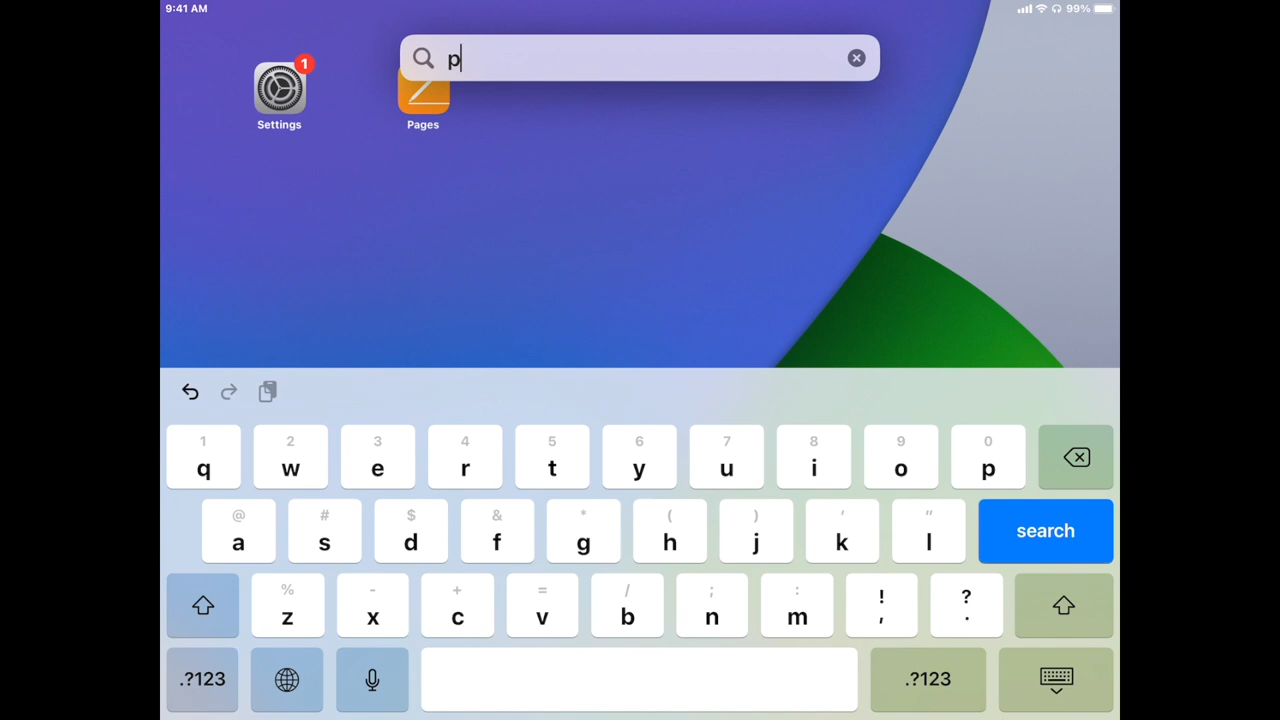 9:41 AM
99%
p
1
Settings
Pages
1 2 3 4 5 6 7 8 9 0
q w e r t y u i o p
@ # $ & * ( ) ' "
a s d f g h j k l search
% - + = / ; : ! ?
z x c v b n m , .
.?123 .?123